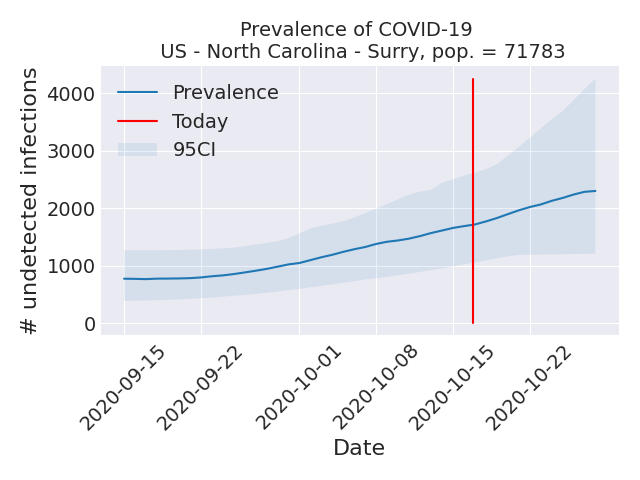 Prevalence of COVID-19
US - North Carolina - Surry, pop. = 71783
# undetected infections
4000
3000
2000
1000
0
Prevalence
Today
95CI
2020-09-15
2020-09-22
2020-10-01
2020-10-08
2020-10-15
2020-10-22
Date